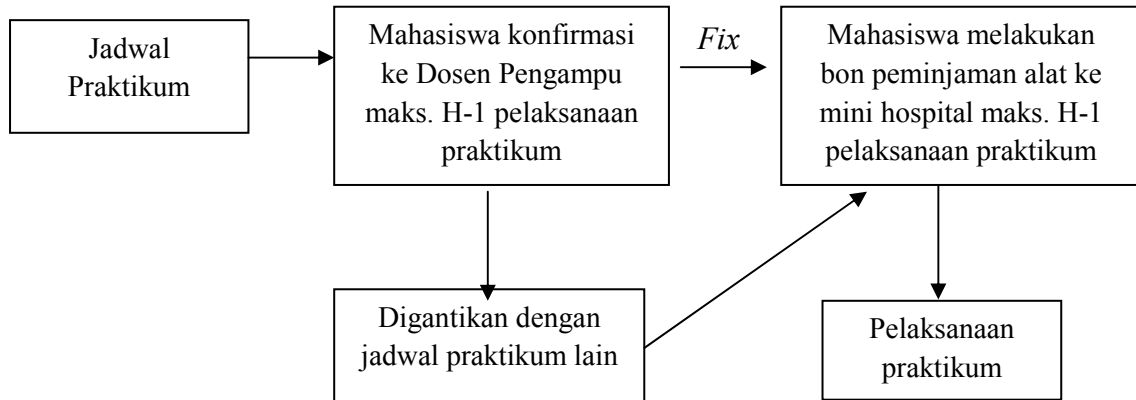 Jadwal
Praktikum
Mahasiswa konfirmasi
ke Dosen Pengampu
maks. H-1 pelaksanaan
praktikum
Fix
Mahasiswa melakukan
bon peminjaman alat ke
mini hospital maks. H-1
pelaksanaan praktikum
Digantikan dengan
jadwal praktikum lain
Pelaksanaan
praktikum